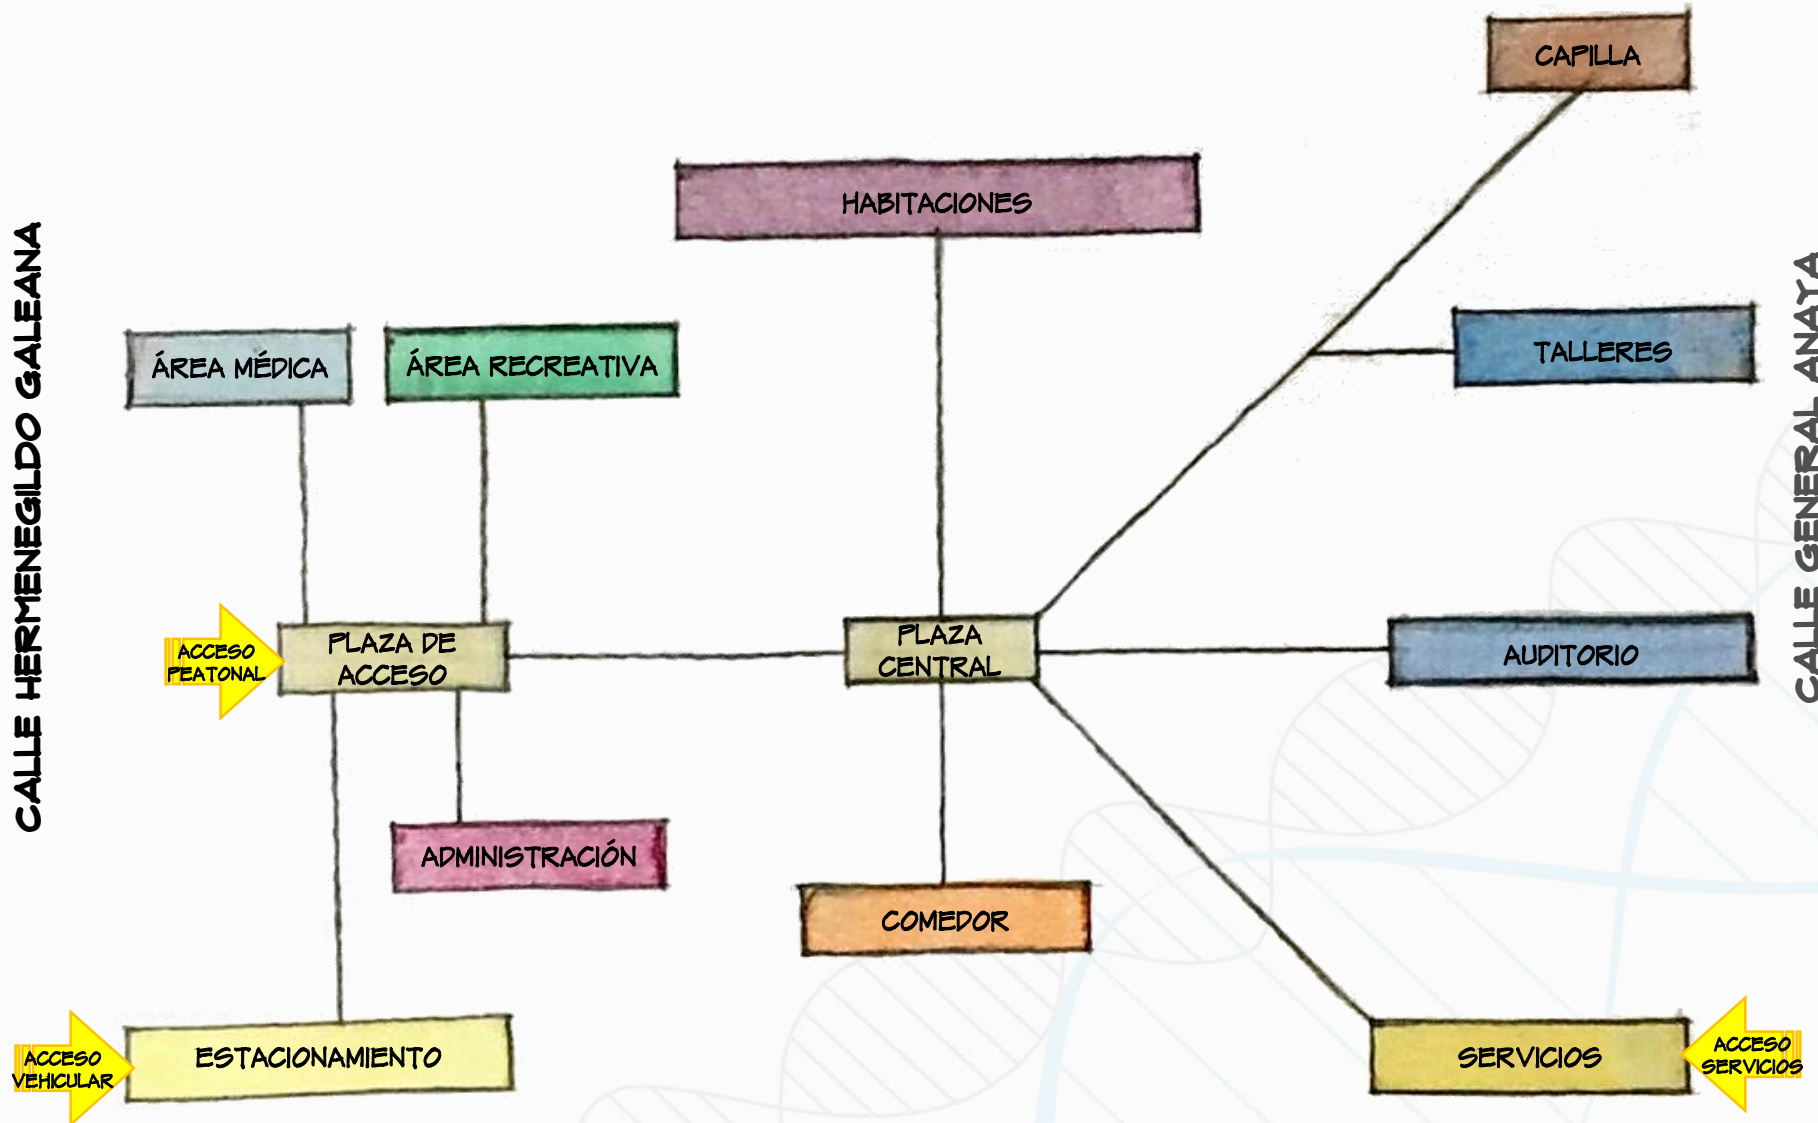 CAPILLA
HABITACIONES
CALLE HERMENEGILDO GALEANA
CALLE GENERAL ANAYA
TALLERES
ÁREA MÉDICA
ÁREA RECREATIVA
ACCESO
PEATONAL
PLAZA DE
ACCESO
PLAZA
CENTRAL
AUDITORIO
ADMINISTRACIÓN
COMEDOR
ACCESO
VEHICULAR
ESTACIONAMIENTO
SERVICIOS
ACCESO
SERVICIOS